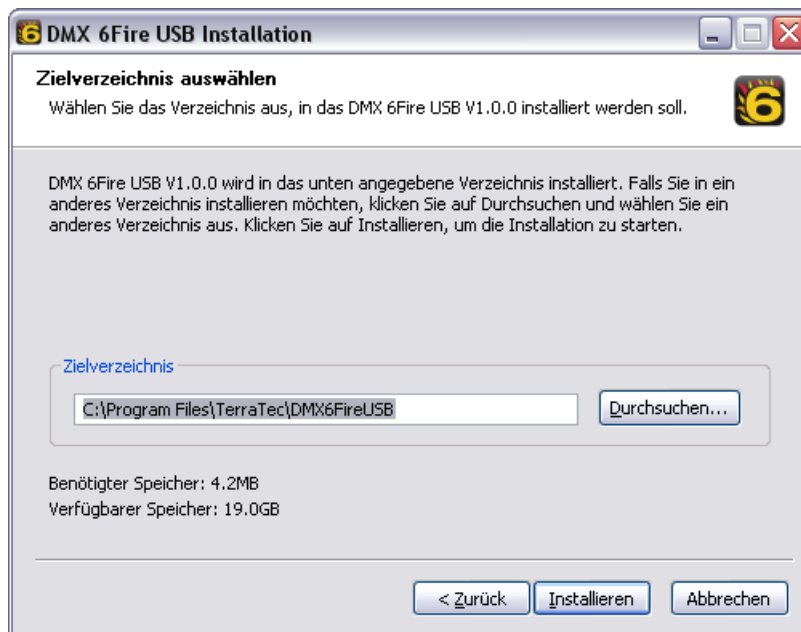 DMX 6Fire USB Installation
Zielverzeichnis auswählen
Wählen Sie das Verzeichnis aus, in das DMX 6Fire USB V1.0.0 installiert werden soll.
6
DMX 6Fire USB V1.0.0 wird in das unten angegebene Verzeichnis installiert. Falls Sie in ein
anderes Verzeichnis installieren möchten, klicken Sie auf Durchsuchen und wählen Sie ein
anderes Verzeichnis aus. Klicken Sie auf Installieren, um die Installation zu starten.
Zielverzeichnis
C:\Program Files\TerraTec\DMX6FireUSB
Durchsuchen...
Benötigter Speicher: 4.2MB
Verfügbarer Speicher: 19.0GB
< Zurück
Installieren
Abbrechen